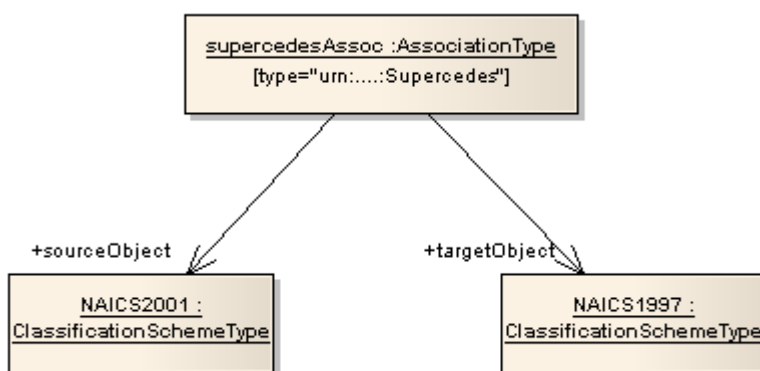 supercedesAssoc :AssociationType
[type="urn:....:Supercedes"]
+sourceObject
+targetObject
NAICS2001 :
ClassificationSchemeType
NAICS1997 :
ClassificationSchemeType